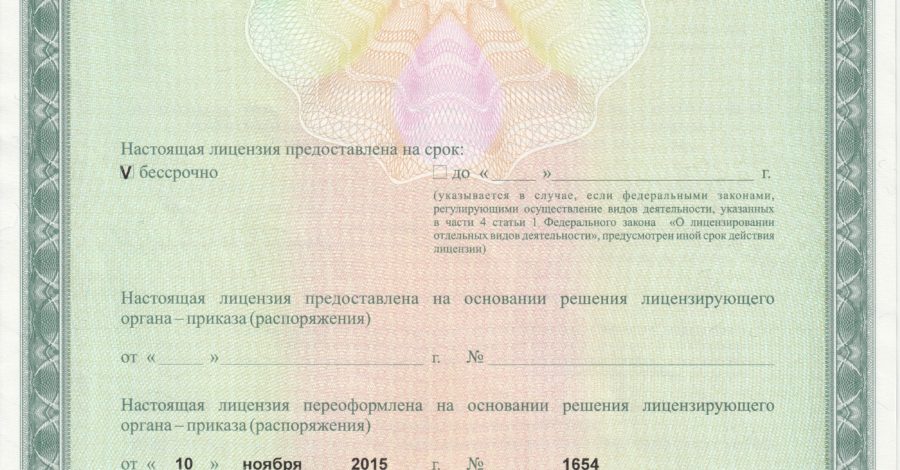 Настоящая лицензия предоставлена на срок:
V бессрочно □ до «_____ »____________________ г.
(указывается в случае, если федеральными законами,
регулирующими осуществление видов деятельности, указанных
в части 4 статьи 1 Федерального закона «О лицензировании
отдельных видов деятельности», предусмотрен иной срок действия
лицензии)
Настоящая лицензия предоставлена на основании решения лицензирующего
органа – приказа (распоряжения)
от «_____ »____________________ г. № ____________________
Настоящая лицензия переоформлена на основании решения лицензирующего
органа – приказа (распоряжения)
от « 10 » ноября 2015 г. № 1654